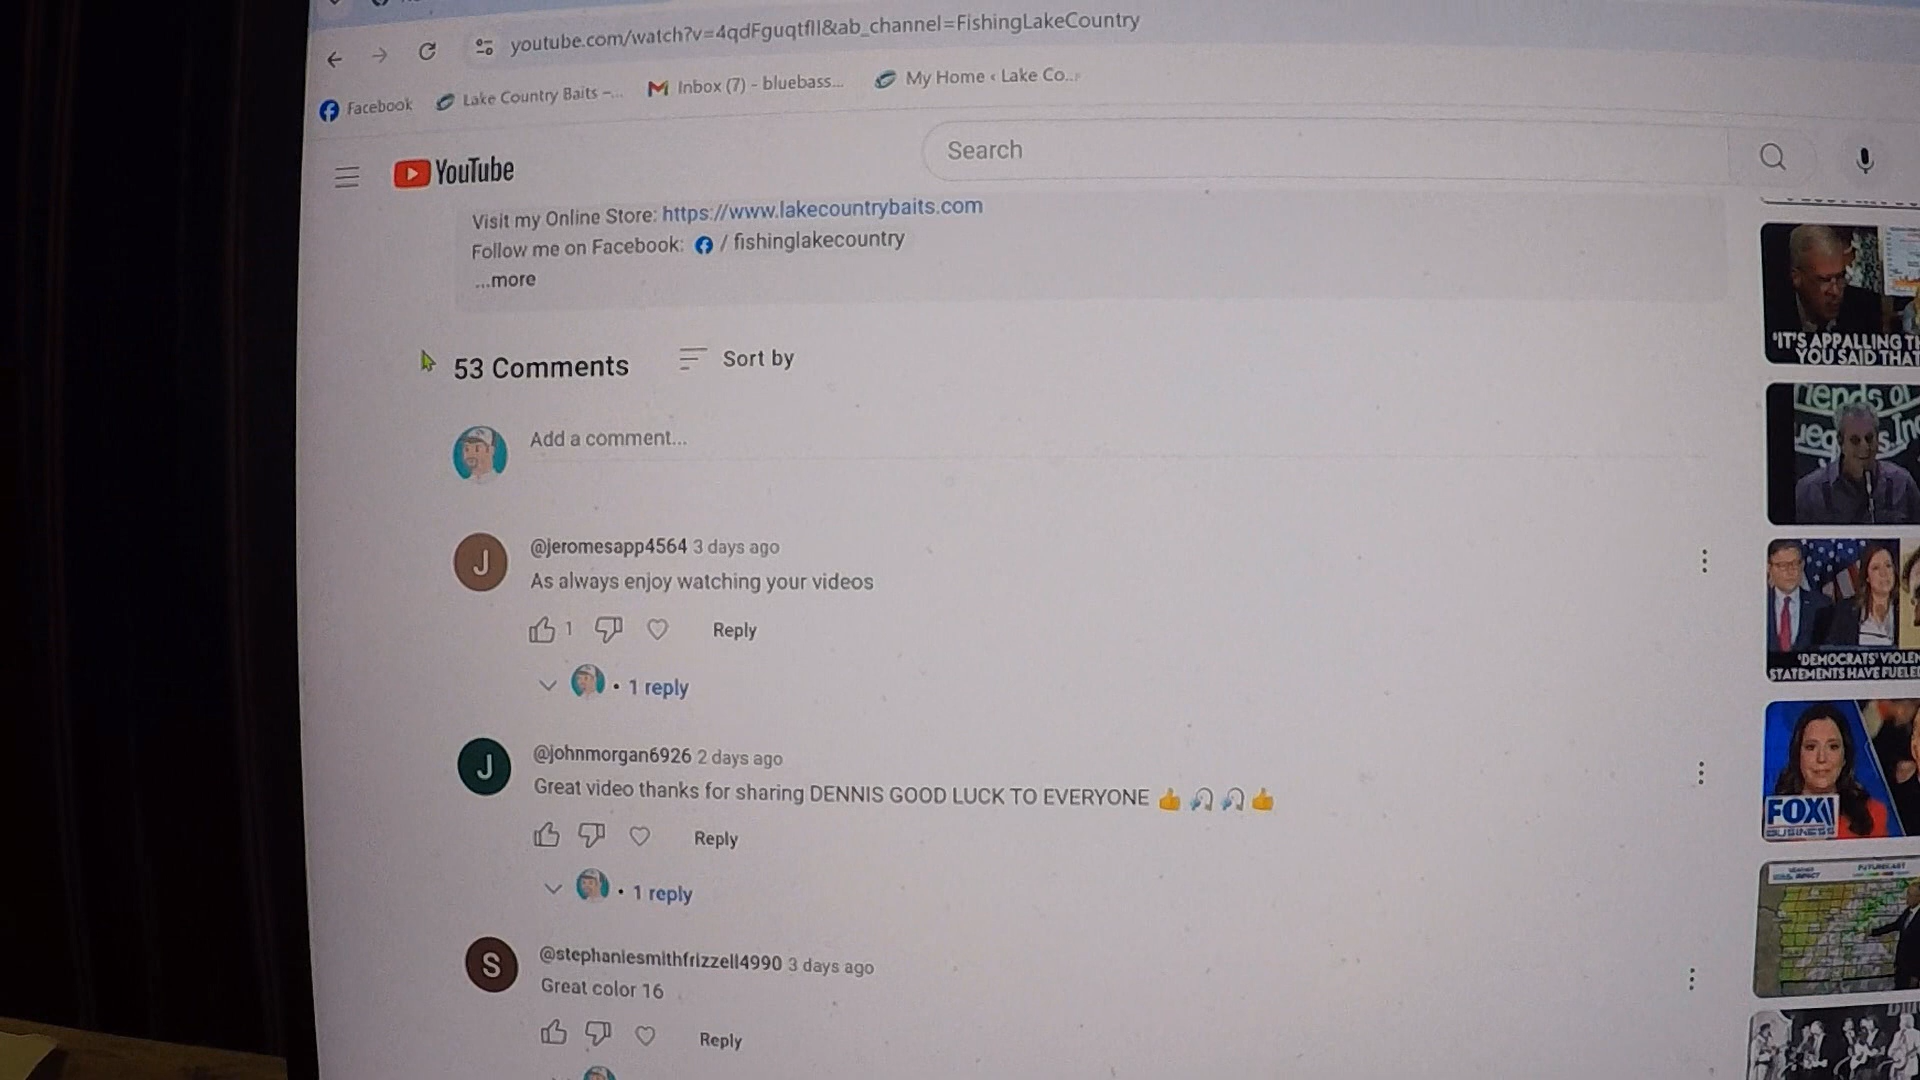 youtube.com/watch?v=4qdFguqtflI&ab_channel=FishingLakeCountry
Facebook
Lake Country Baits –...
Inbox (7) - bluebass...
My Home ‹ Lake Co...
YouTube
Search
Visit my Online Store: https://www.lakecountrybaits.com
Follow me on Facebook: / fishinglakecountry
...more
53 Comments
Sort by
Add a comment...
J
@jeromesapp4564 3 days ago
As always enjoy watching your videos
1
Reply
• 1 reply
J
@johnmorgan6926 2 days ago
Great video thanks for sharing DENNIS GOOD LUCK TO EVERYONE 👍🎣🎣👍
Reply
• 1 reply
S
@stephaniesmithfrizzell4990 3 days ago
Great color 16
Reply
'IT'S APPALLING
YOU SAID THAT
'DEMOCRATS' VIOLEN
STATEMENTS HAVE FUELE
FOX
BUSINESS